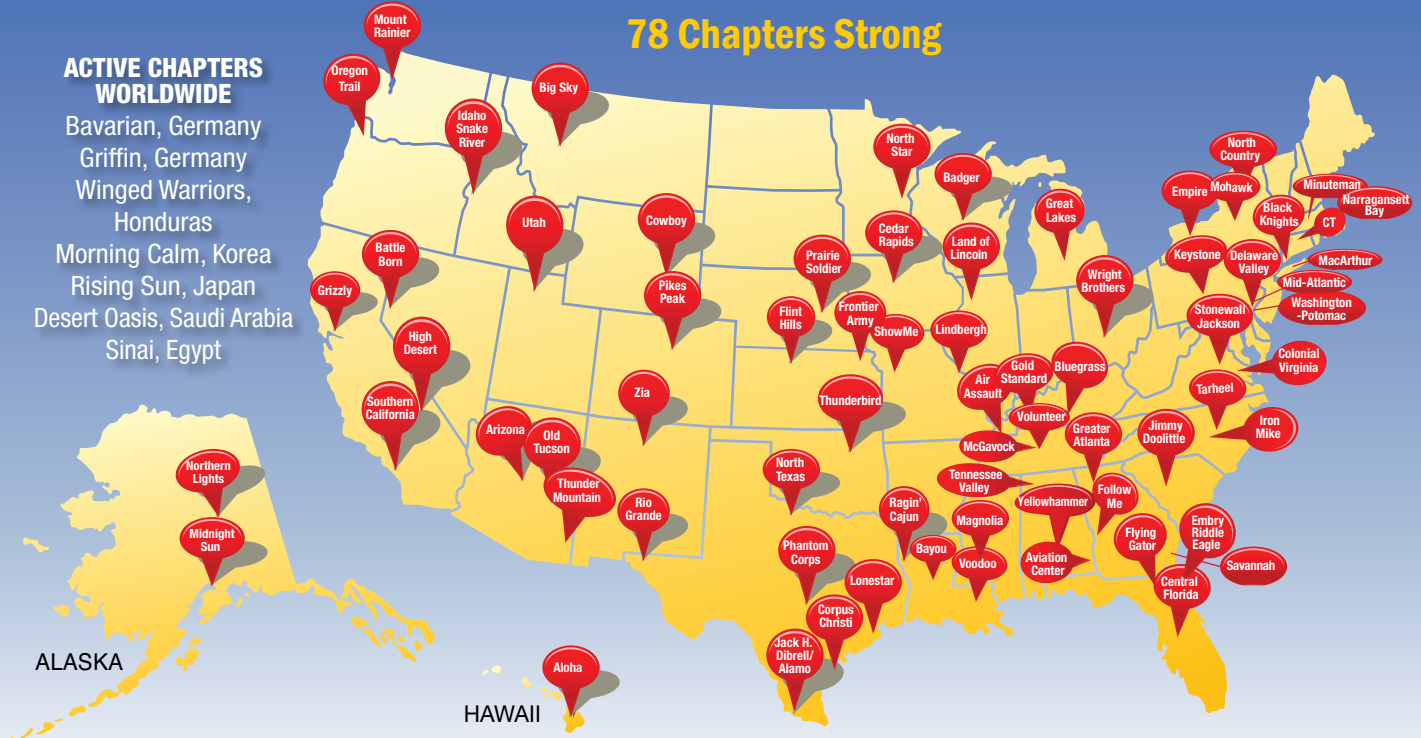 78 Chapters Strong
ACTIVE CHAPTERS
WORLDWIDE
Bavarian, Germany
Griffin, Germany
Winged Warriors,
Honduras
Morning Calm, Korea
Rising Sun, Japan
Desert Oasis, Saudi Arabia
Sinai, Egypt
Mount
Rainier
Oregon
Trail
Big Sky
Idaho
Snake
River
Utah
Cowboy
Battle
Born
Grizzly
Pikes
Peak
High
Desert
Southern
California
Zia
Arizona
Old
Tucson
Thunder
Mountain
Rio
Grande
North
Star
Badger
Great
Lakes
Cedar
Rapids
Land of
Lincoln
Prairie
Soldier
Flint
Hills
Frontier
Army
ShowMe
Lindbergh
Wright
Brothers
Thunderbird
Air
Assault
Gold
Standard
Bluegrass
Volunteer
McGavock
Greater
Atlanta
Jimmy
Doolittle
North
Texas
Tennessee
Valley
Yellowhammer
Follow
Me
Ragin'
Cajun
Magnolia
Bayou
Voodoo
Aviation
Center
Flying
Gator
Embry
Riddle
Eagle
Savannah
Central
Florida
Phantom
Corps
Lonestar
Corpus
Christi
Jack H.
Dibrell/
Alamo
North
Country
Empire
Mohawk
Minuteman
Narragansett
Bay
Black
Knights
CT
Keystone
Delaware
Valley
MacArthur
Mid-Atlantic
Washington
-Potomac
Stonewall
Jackson
Colonial
Virginia
Tarheel
Iron
Mike
Northern
Lights
Midnight
Sun
ALASKA
Aloha
HAWAII